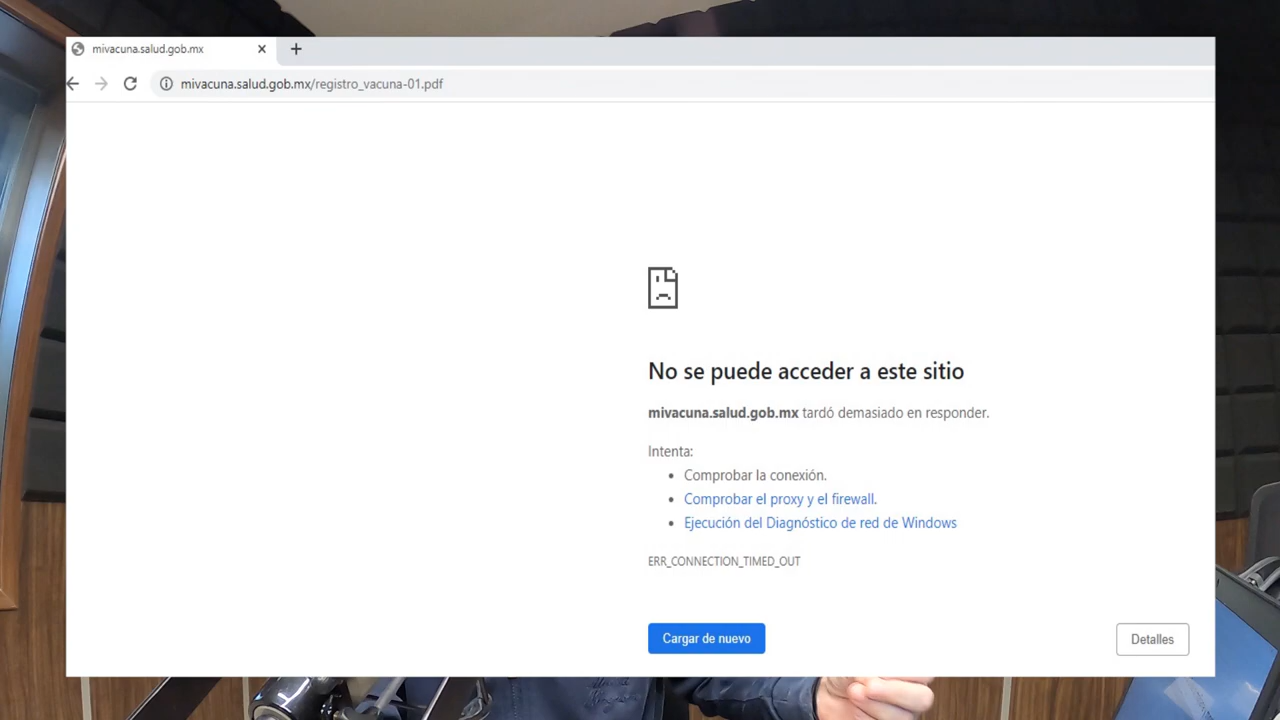 mivacuna.salud.gob.mx
mivacuna.salud.gob.mx/registro_vacuna-01.pdf
No se puede acceder a este sitio
mivacuna.salud.gob.mx tardó demasiado en responder.
Intenta:
Comprobar la conexión.
Comprobar el proxy y el firewall.
Ejecución del Diagnóstico de red de Windows
ERR_CONNECTION_TIMED_OUT
Cargar de nuevo
Detalles